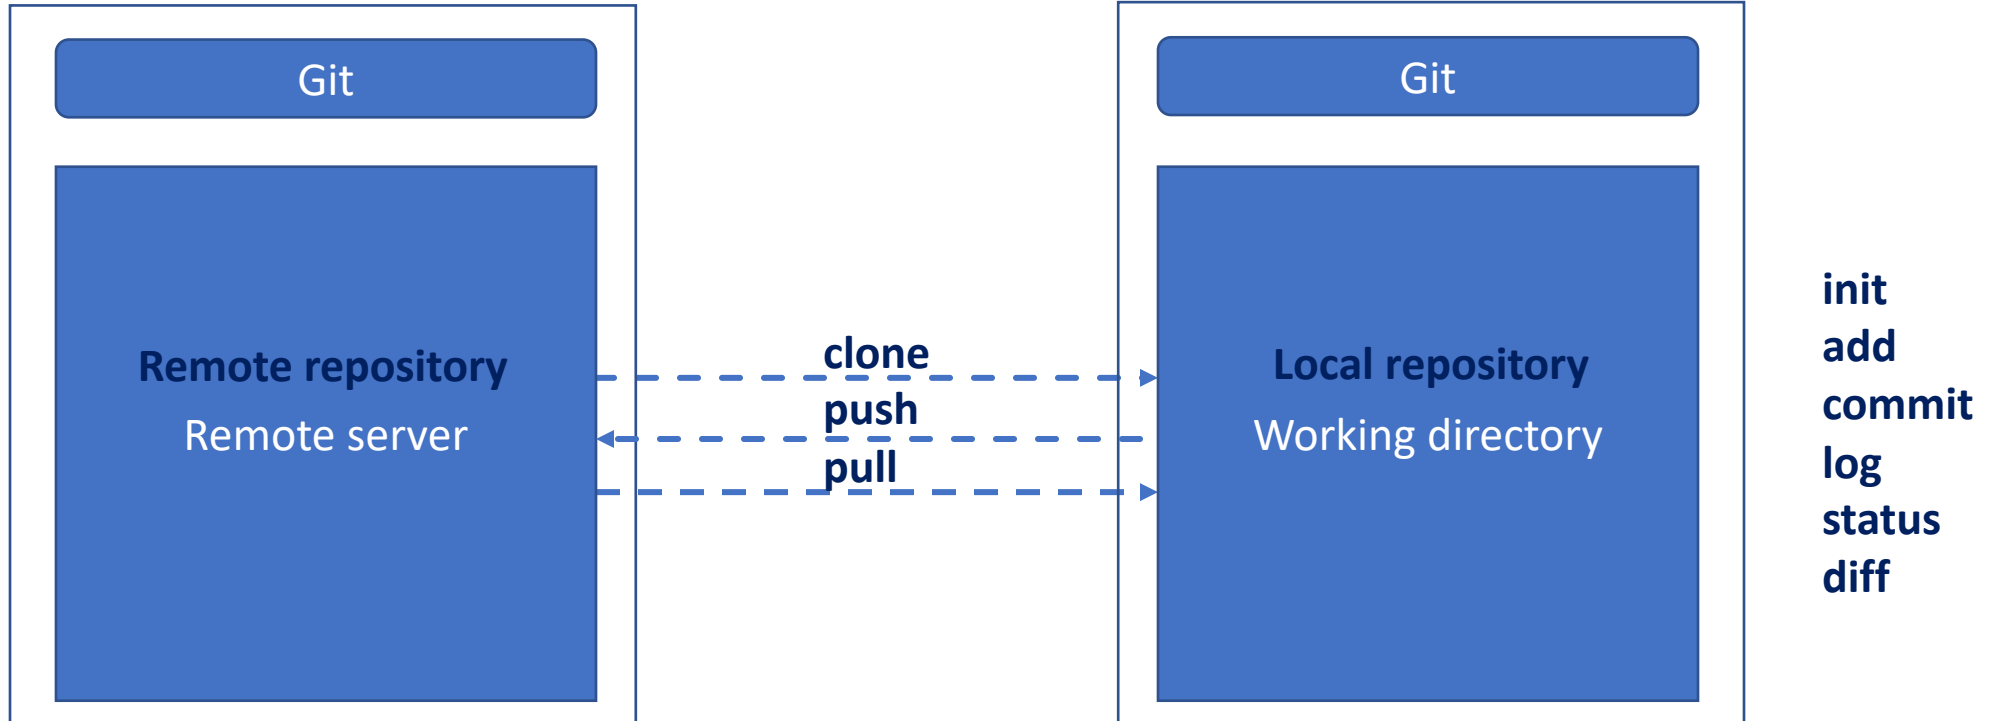 Git
Remote repository
Remote server
clone
push
pull
Git
Local repository
Working directory
init
add
commit
log
status
diff